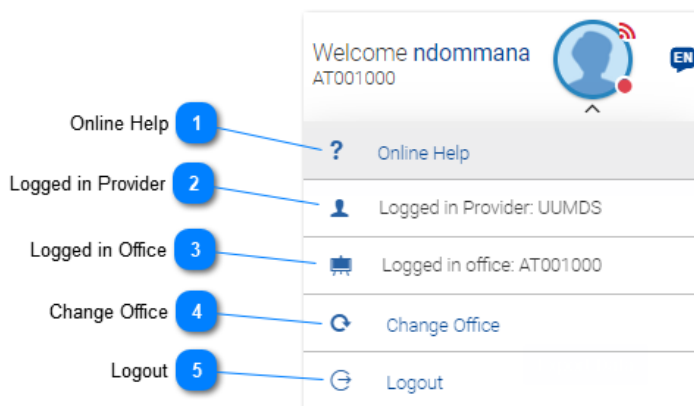 Welcome ndommana
AT001000
EN
Online Help 1
? Online Help
Logged in Provider 2
Logged in Provider: UUMDS
Logged in Office 3
Logged in office: AT001000
Change Office 4
Change Office
Logout 5
Logout